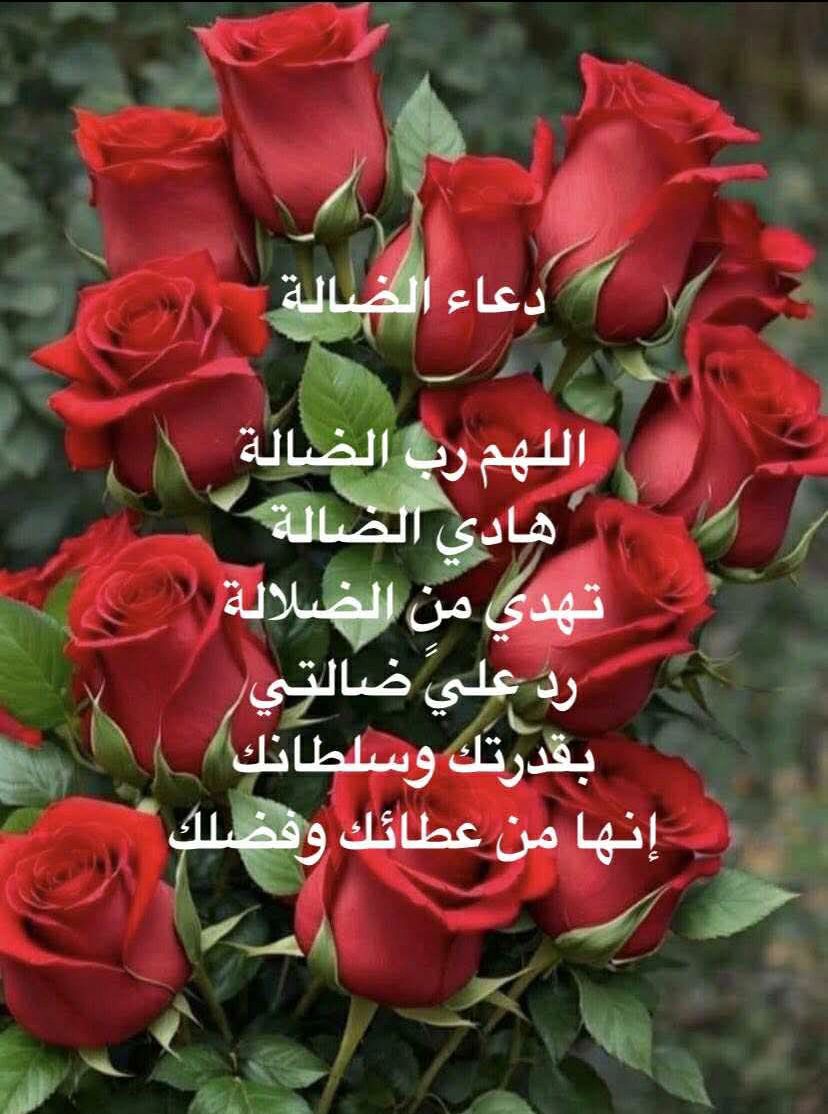 دعاء الضالة
اللهم رب الضالة
هادي الضالة
تهدي من الضلالة
رد عليً ضالتي
بقدرتك وسلطانك
إنها من عطائك وفضلك